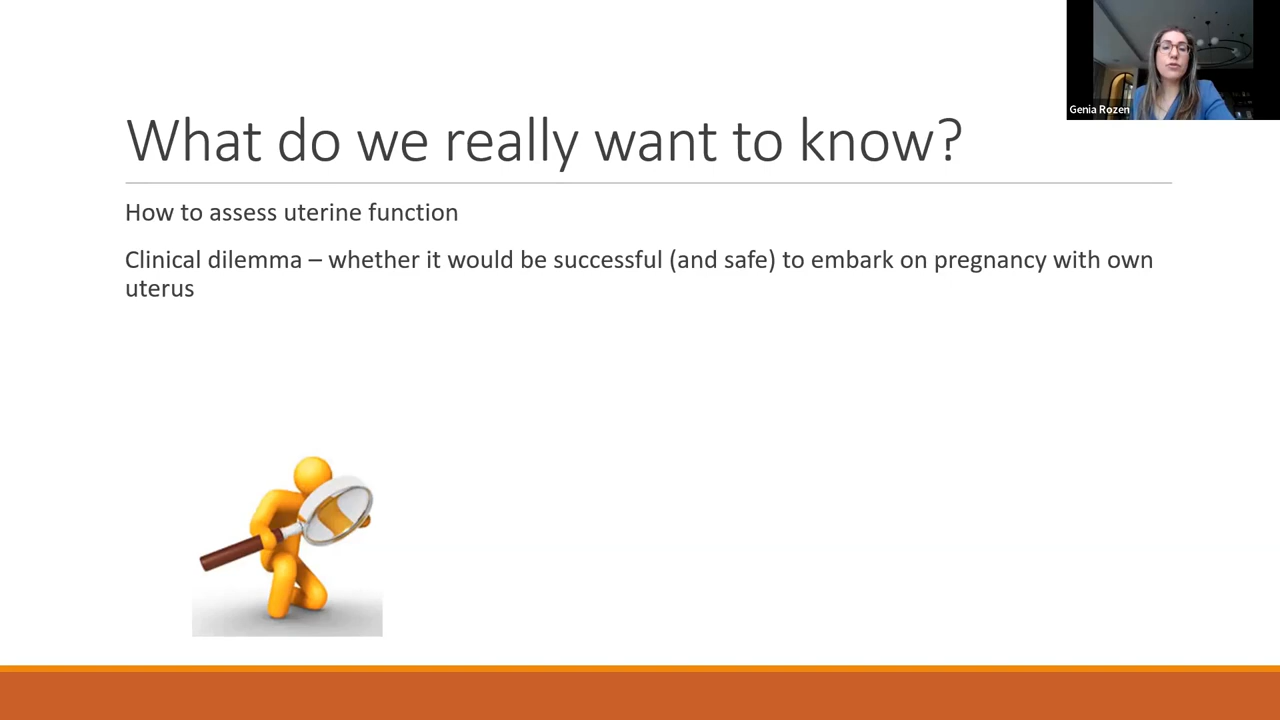 Genia Rozen
What do we really want to know?
How to assess uterine function
Clinical dilemma – whether it would be successful (and safe) to embark on pregnancy with own
uterus